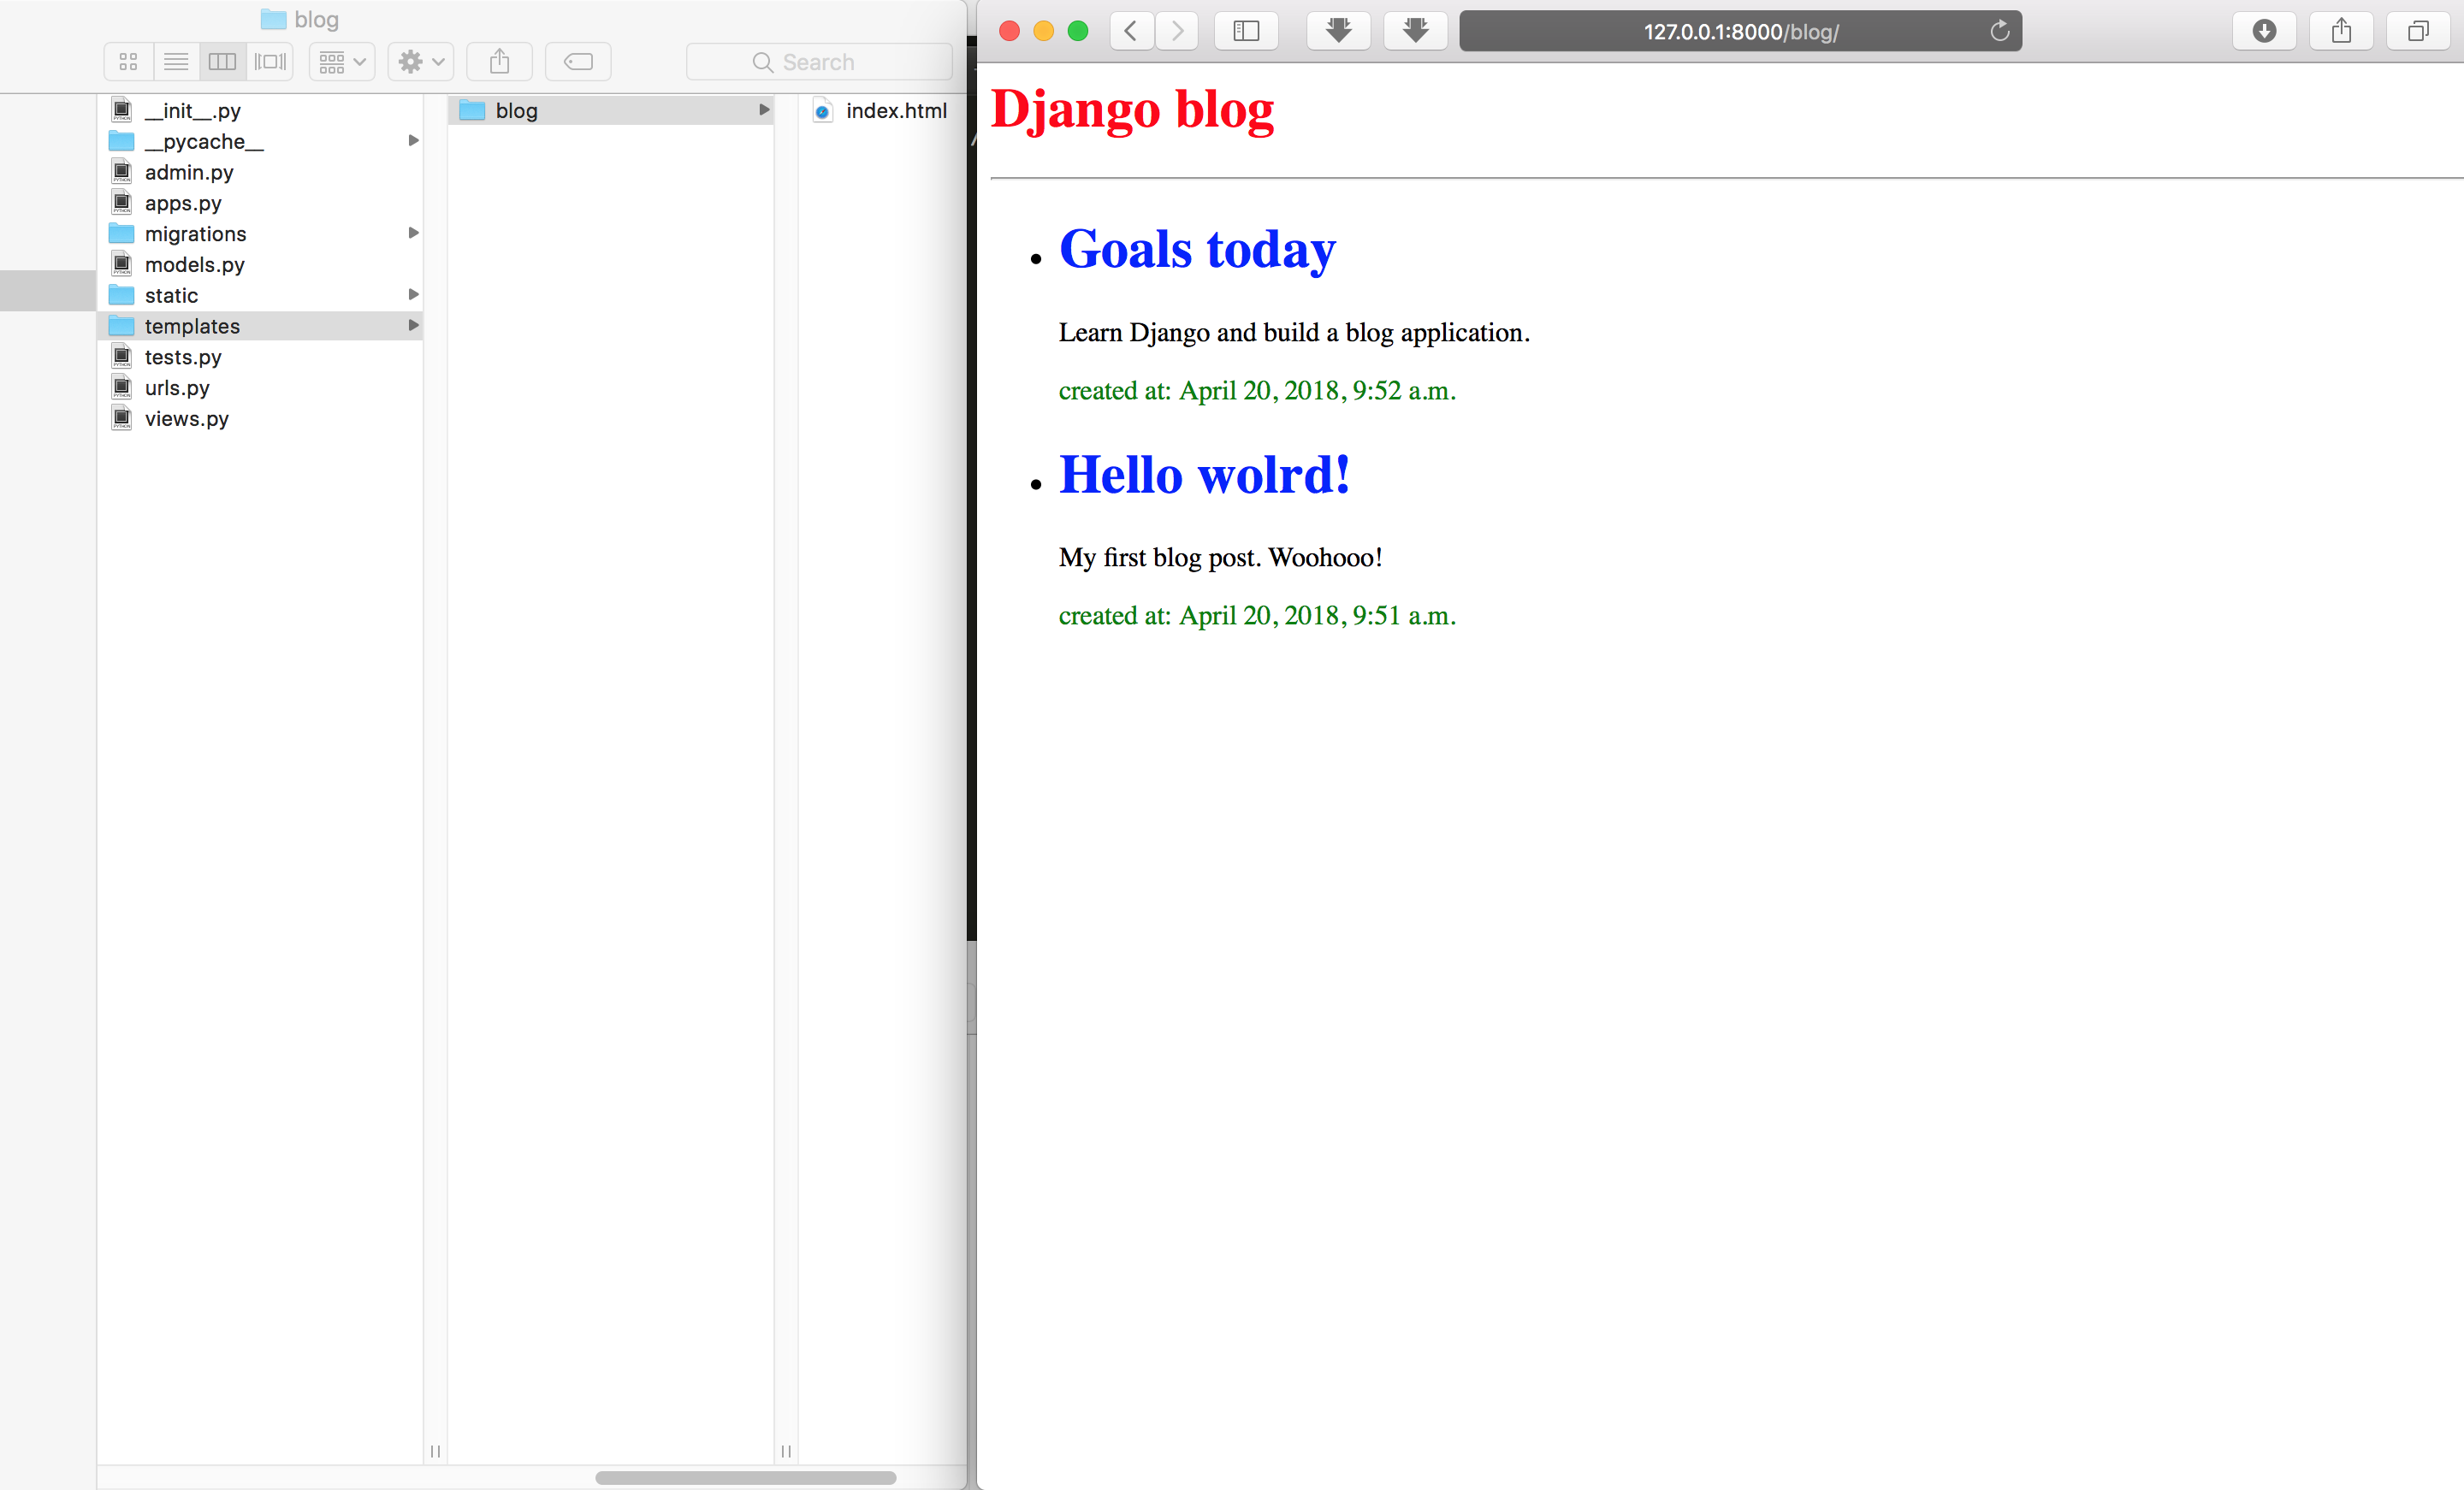 blog
Search
__init__.py
__pycache__
admin.py
apps.py
migrations
models.py
static
templates
tests.py
urls.py
views.py
blog
index.html
127.0.0.1:8000/blog/
Django blog
Goals today
Learn Django and build a blog application.
created at: April 20, 2018, 9:52 a.m.
Hello wolrd!
My first blog post. Woohooo!
created at: April 20, 2018, 9:51 a.m.